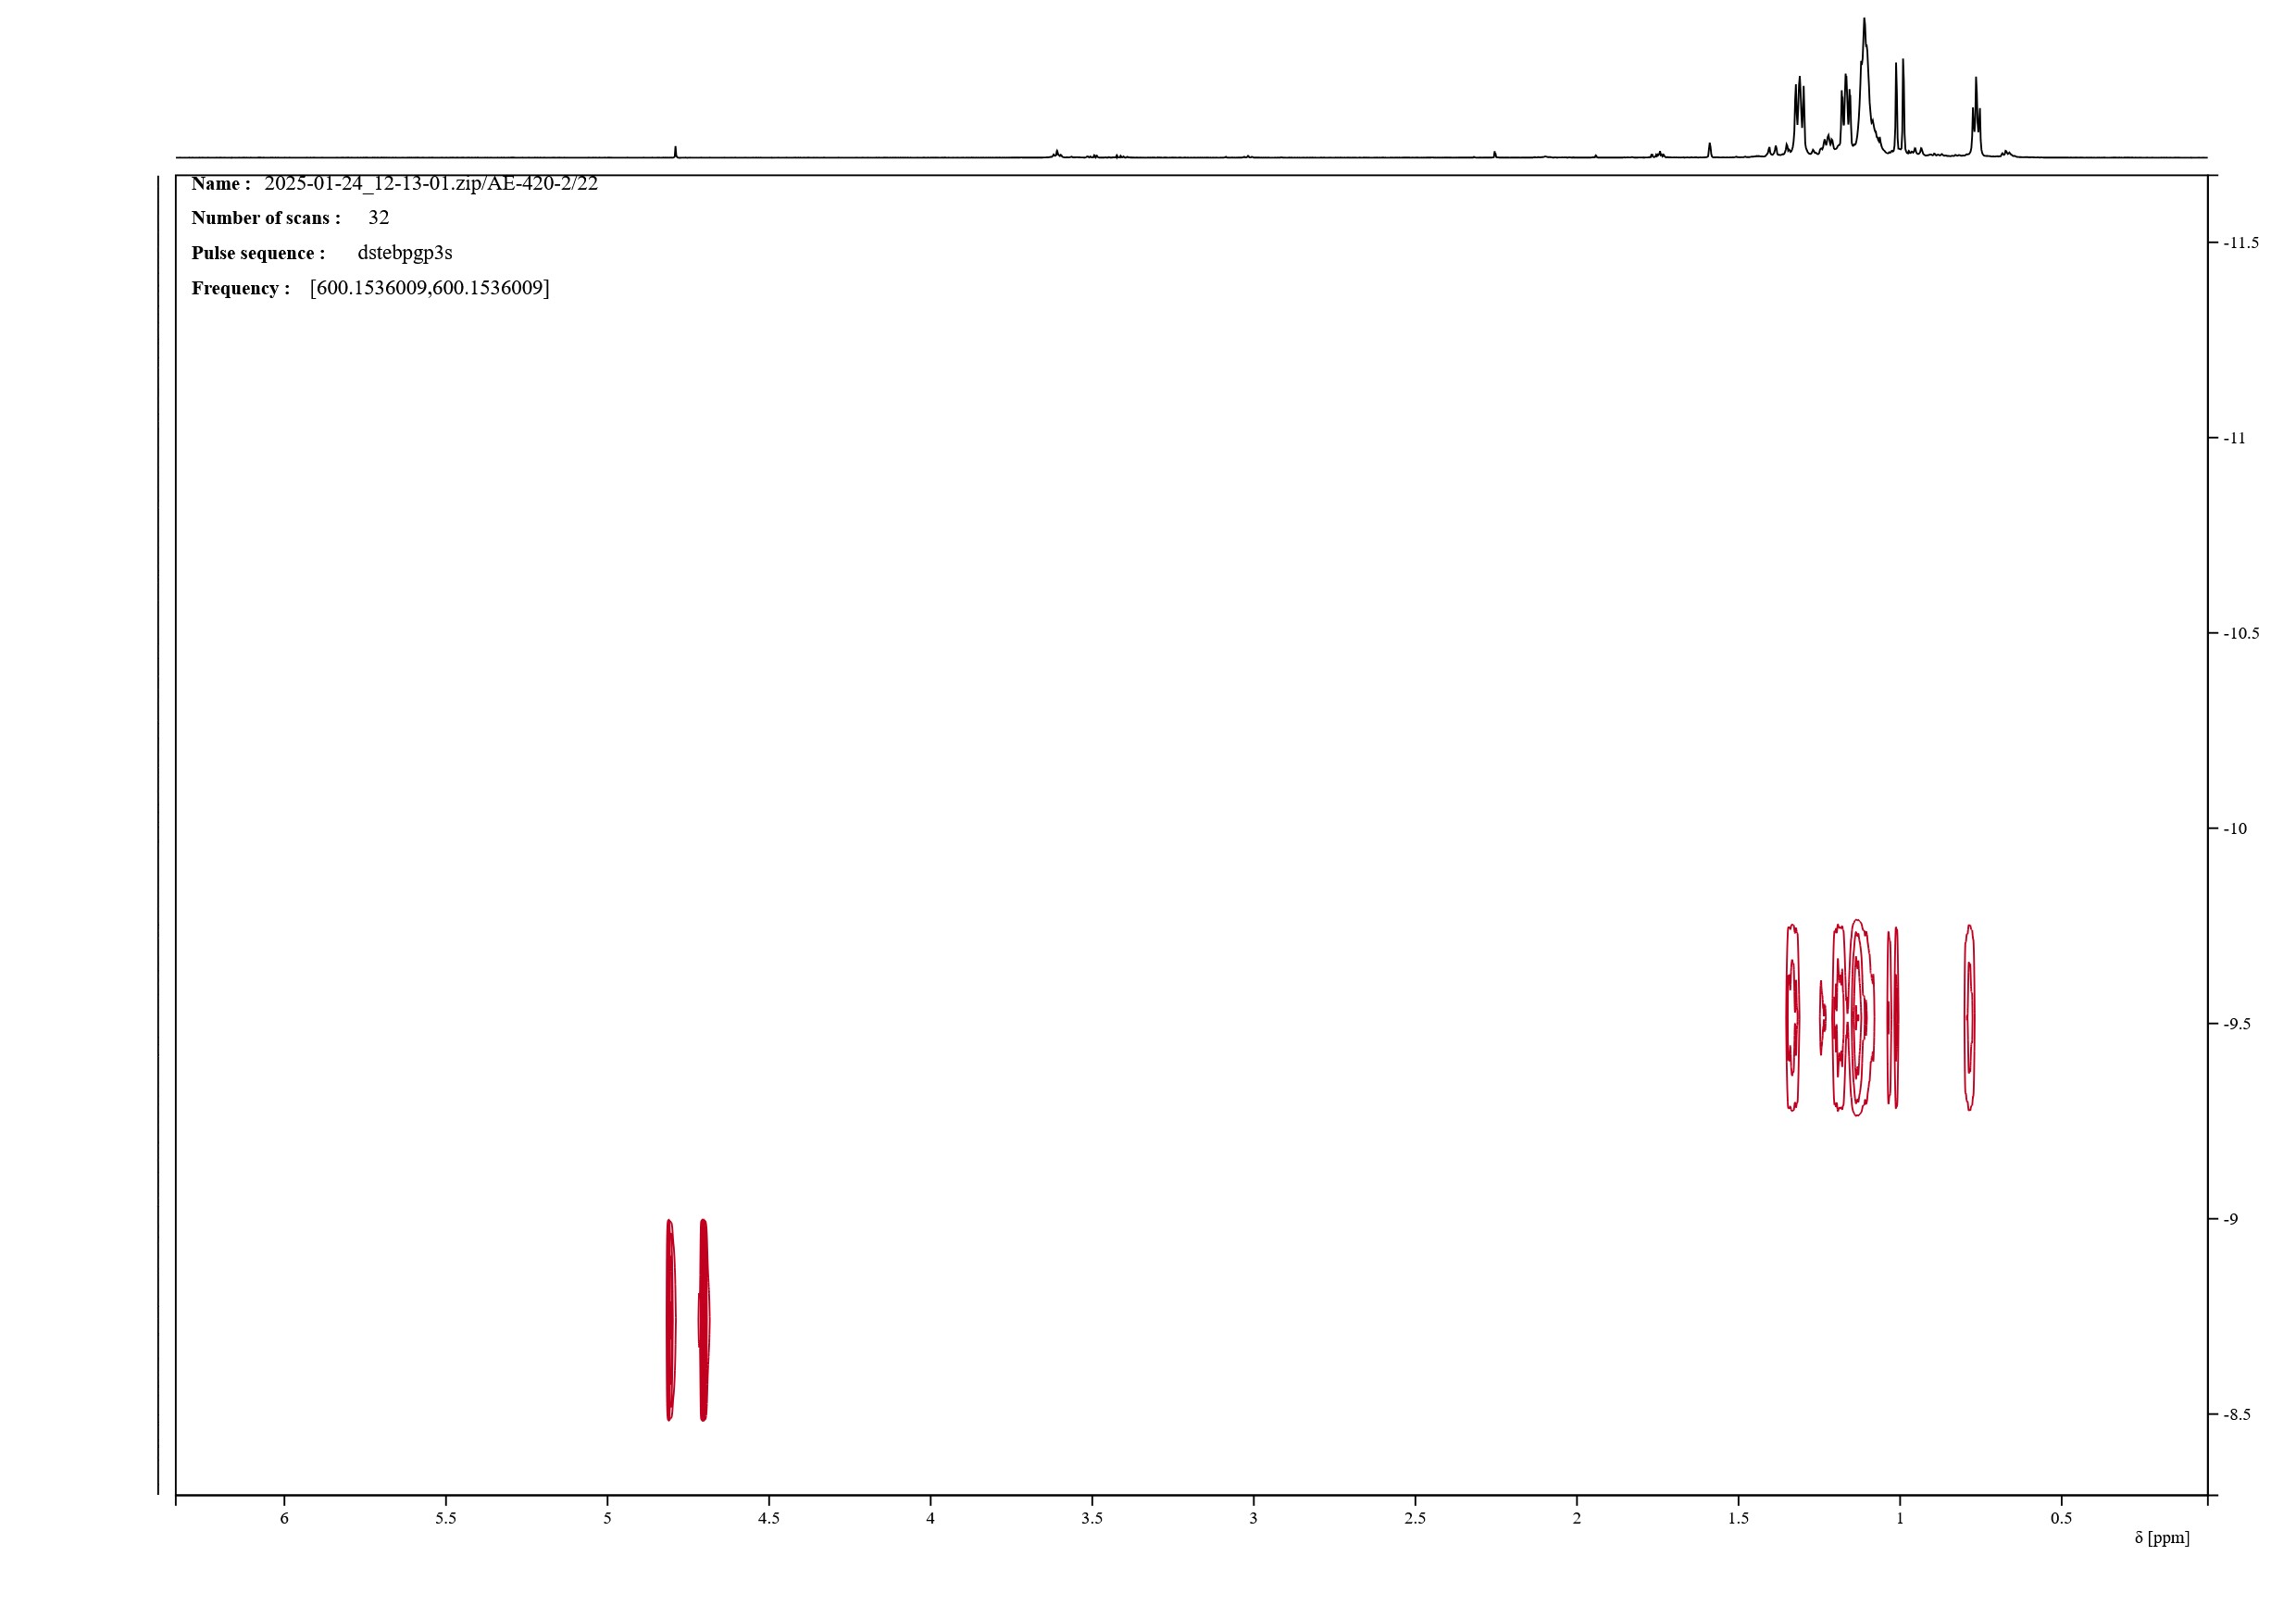 Name : 2025-01-24_12-13-01.zip/AE-420-2/22
Number of scans : 32
Pulse sequence : dstebpgp3s
Frequency : [600.1536009,600.1536009]
-11.5
-11
-10.5
-10
-9.5
-9
-8.5
6 5.5 5 4.5 4 3.5 3 2.5 2 1.5 1 0.5
δ [ppm]